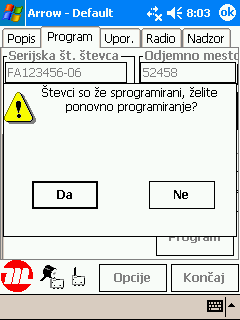 Arrow - Default 8:03 ok
Popis Program Upor. Radio Nadzor
Serijska št. števca Odjemno mesto
FA123456-06 52458
Števci so že sprogramirani, želite
ponovno programiranje?
Da Ne
Program
Opcije Končaj